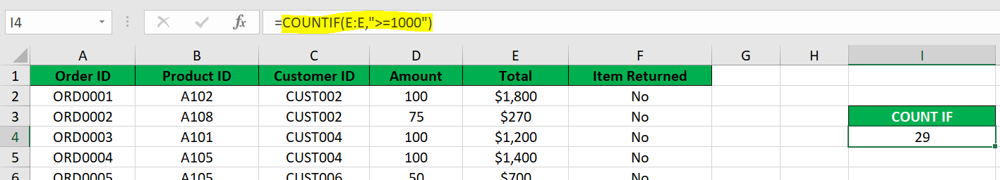 I4 fx =COUNTIF(E:E,">=1000")
A B C D E F G H I
1 Order ID Product ID Customer ID Amount Total Item Returned
2 ORD0001 A102 CUST002 100 $1,800 No
3 ORD0002 A108 CUST002 75 $270 No COUNT IF
4 ORD0003 A101 CUST004 100 $1,200 No 29
5 ORD0004 A105 CUST004 100 $1,400 No
6 ORD0005 A105 CUST006 50 $700 No